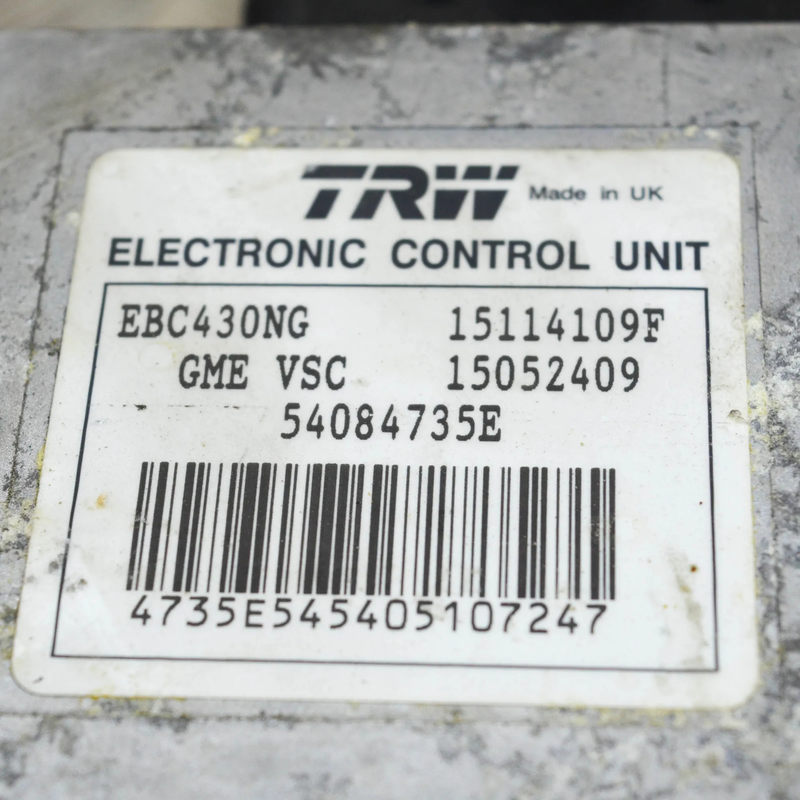 TRW Made in UK
ELECTRONIC CONTROL UNIT
EBC430NG 15114109F
GME VSC 15052409
54084735E
4735E545405107247